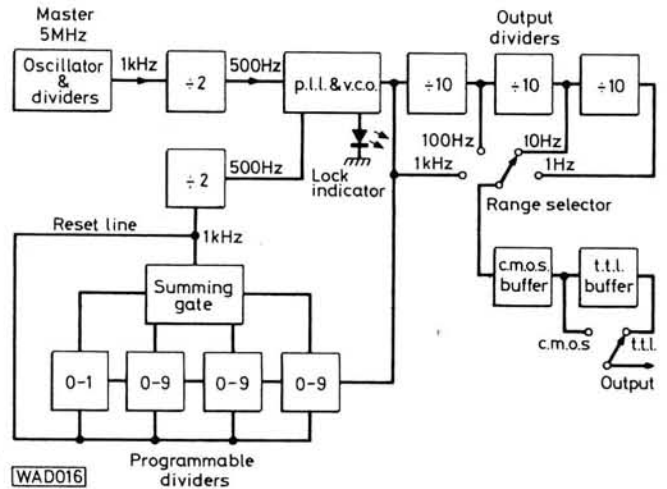 Master
5MHz
Oscillator
&
dividers
1kHz
÷2
500Hz
p.l.l.&v.c.o.
Output
dividers
÷10
÷10
÷10
100Hz
1kHz
10Hz
1Hz
Range selector
Lock
indicator
÷2
500Hz
Reset line
1kHz
Summing
gate
c.m.o.s.
buffer
t.t.l.
buffer
c.m.o.s
t.t.l.
Output
0-1
0-9
0-9
0-9
Programmable
dividers
WAD016